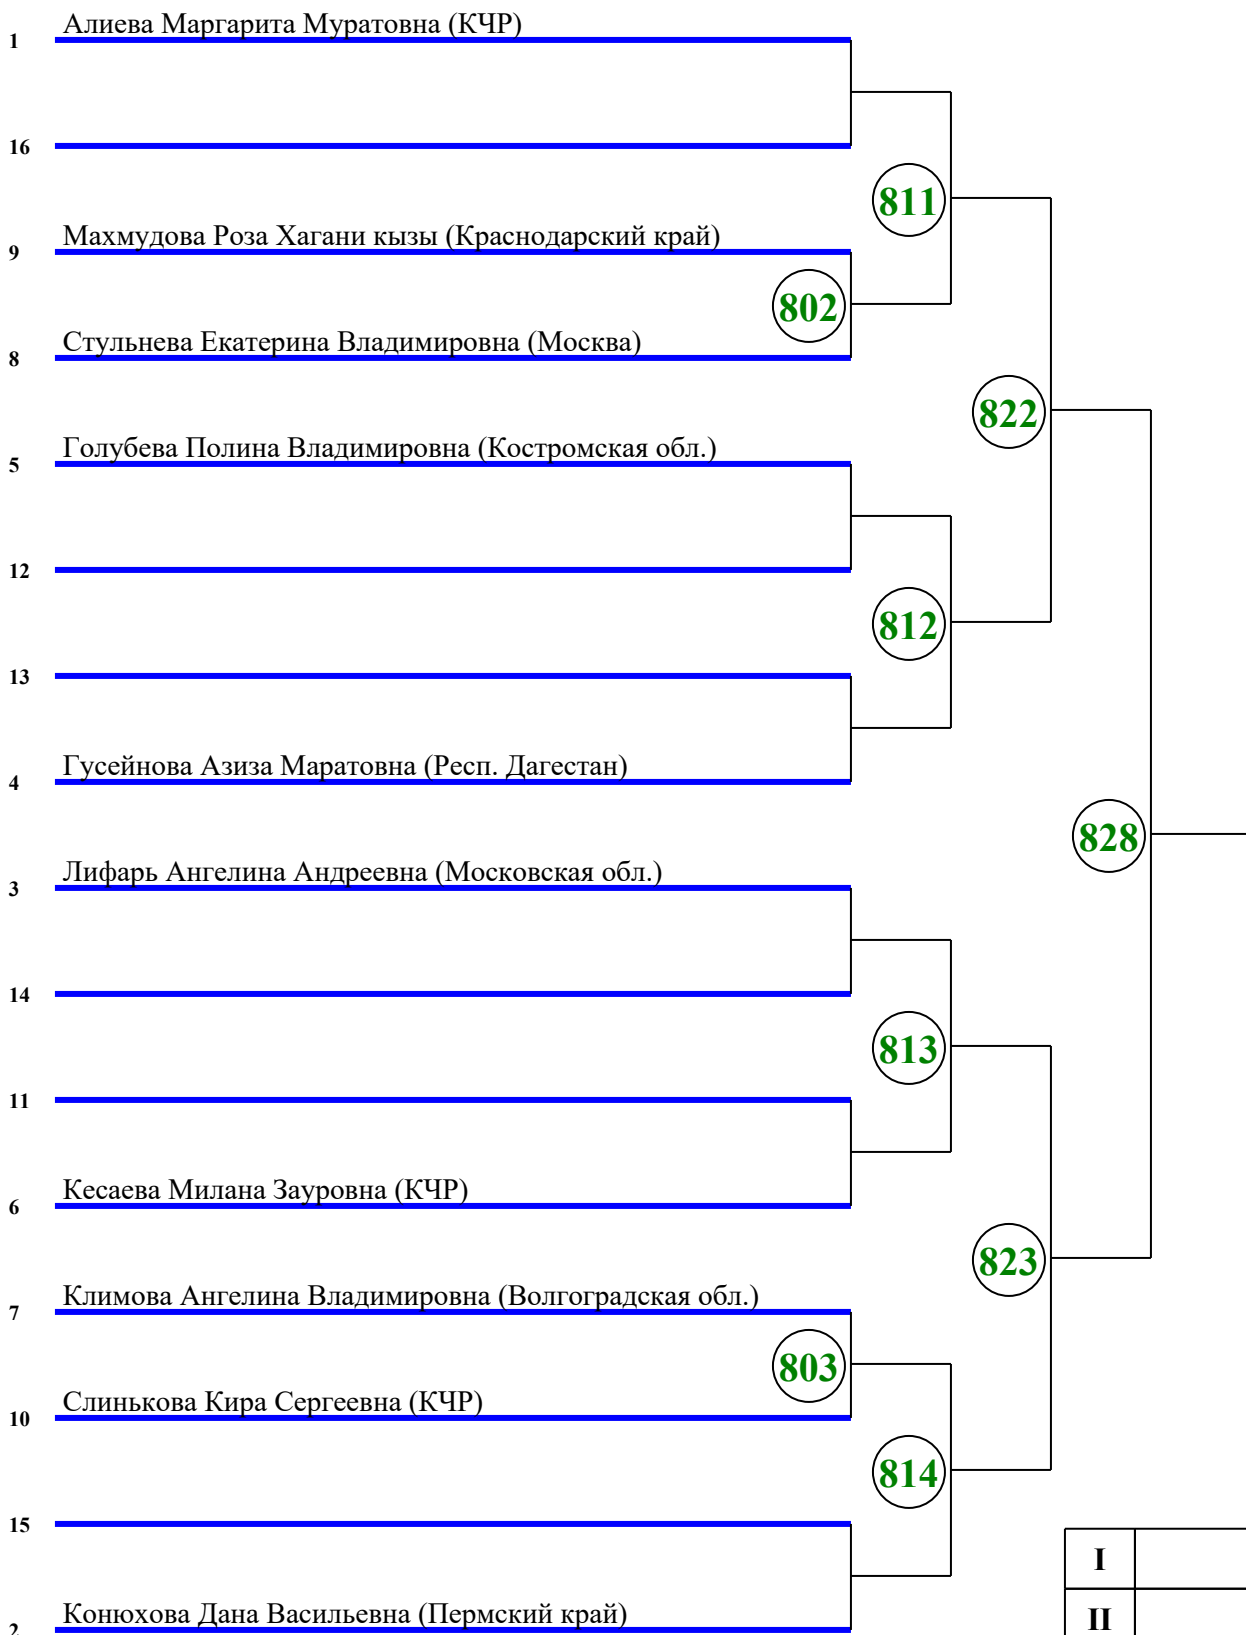 1 Алиева Маргарита Муратовна (КЧР)
16
811
9 Махмудова Роза Хагани кызы (Краснодарский край)
802
8 Стульнева Екатерина Владимировна (Москва)
822
5 Голубева Полина Владимировна (Костромская обл.)
12
812
13
4 Гусейнова Азиза Маратовна (Респ. Дагестан)
828
3 Лифарь Ангелина Андреевна (Московская обл.)
14
813
11
6 Кесаева Милана Зауровна (КЧР)
823
7 Климова Ангелина Владимировна (Волгоградская обл.)
803
10 Слинькова Кира Сергеевна (КЧР)
814
15
I
2 Конюхова Дана Васильевна (Пермский край)
II